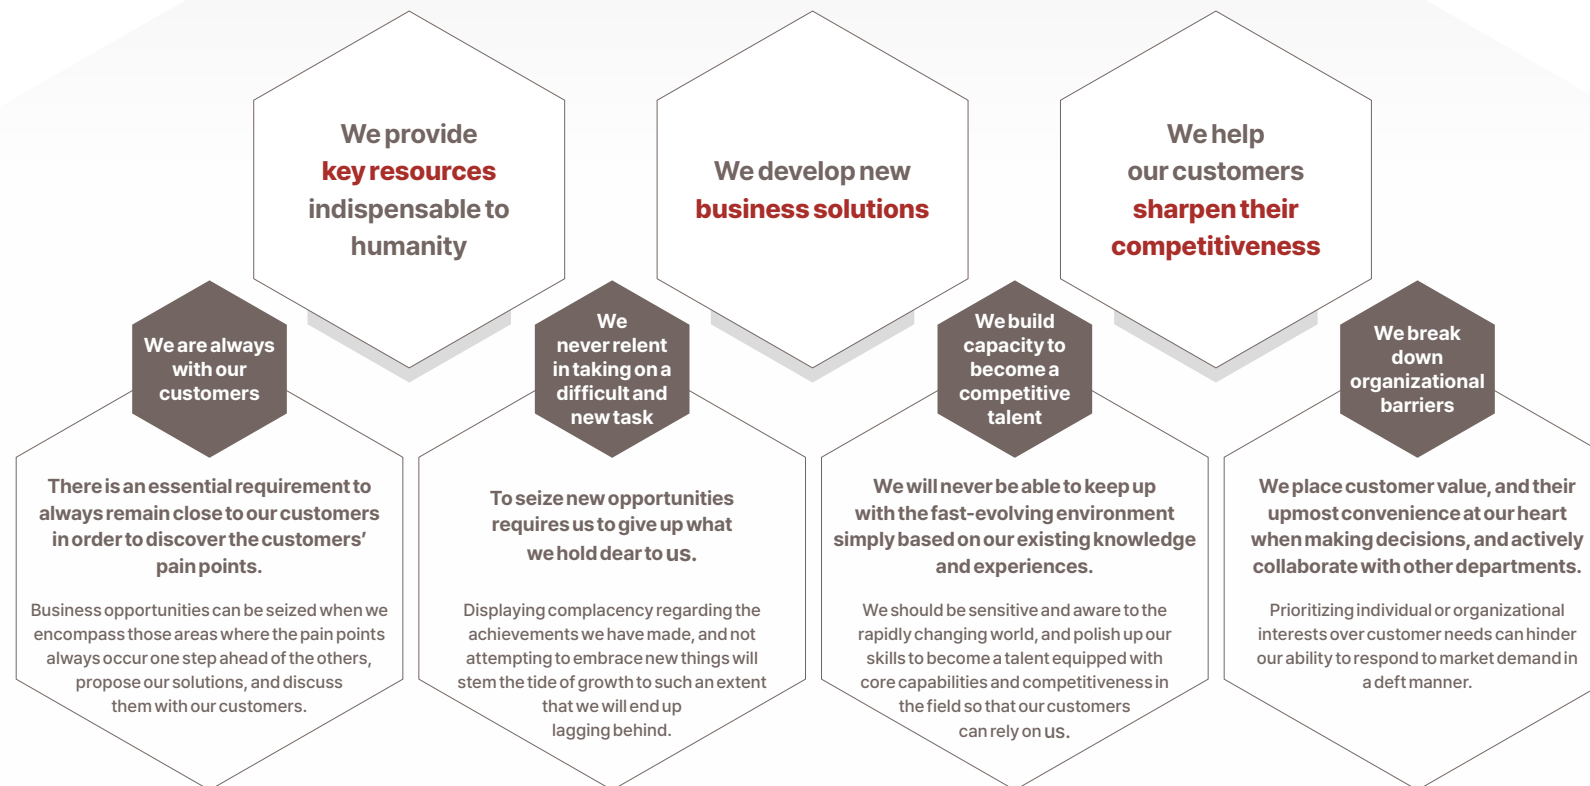 We provide
key resources
indispensable to
humanity
We develop new
business solutions
We help
our customers
sharpen their
competitiveness
We are always
with our
customers
There is an essential requirement to
always remain close to our customers
in order to discover the customers’
pain points.
Business opportunities can be seized when we
encompass those areas where the pain points
always occur one step ahead of the others,
propose our solutions, and discuss
them with our customers.
We
never relent
in taking on a
difficult and
new task
To seize new opportunities
requires us to give up what
we hold dear to us.
Displaying complacency regarding the
achievements we have made, and not
attempting to embrace new things will
stem the tide of growth to such an extent
that we will end up
lagging behind.
We build
capacity to
become a
competitive
talent
We will never be able to keep up
with the fast-evolving environment
simply based on our existing knowledge
and experiences.
We should be sensitive and aware to the
rapidly changing world, and polish up our
skills to become a talent equipped with
core capabilities and competitiveness in
the field so that our customers
can rely on us.
We break
down
organizational
barriers
We place customer value, and their
upmost convenience at our heart
when making decisions, and actively
collaborate with other departments.
Prioritizing individual or organizational
interests over customer needs can hinder
our ability to respond to market demand in
a deft manner.